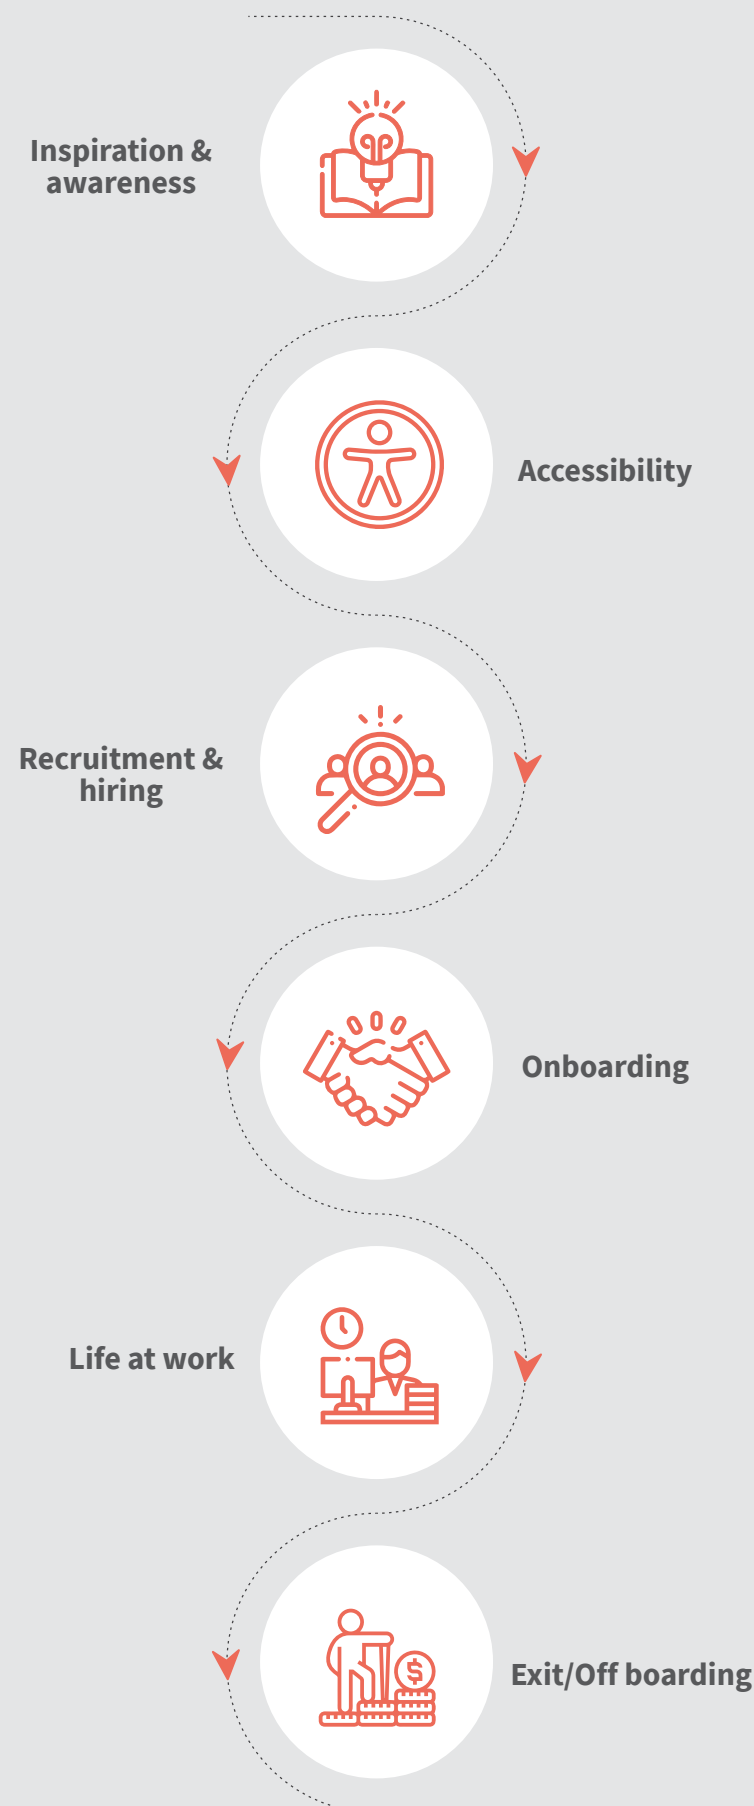 Inspiration &
awareness
Accessibility
Recruitment &
hiring
Onboarding
Life at work
$
Exit/Off boarding